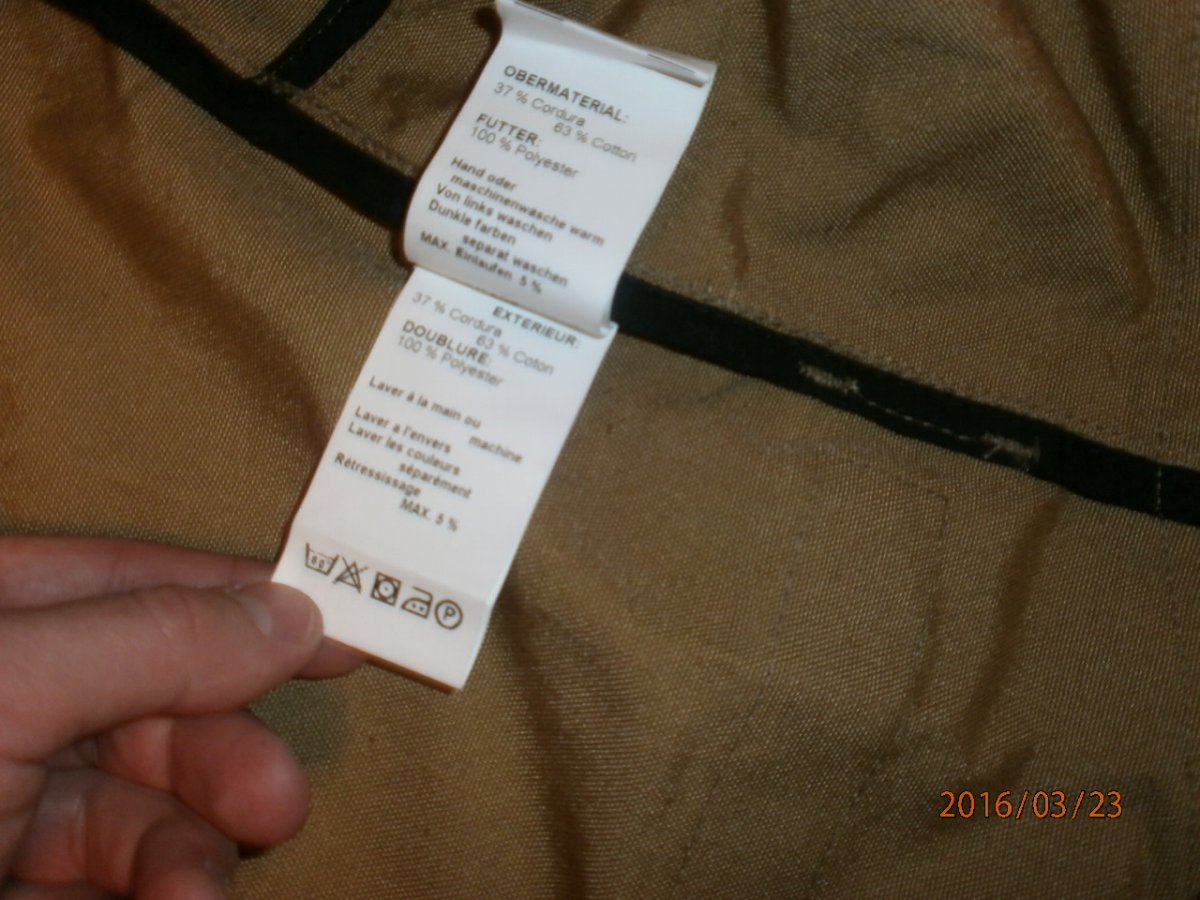 OBERMATERIAL:
37 % Cordura
63 % Cotton
FUTTER:
100 % Polyester
Hand oder
maschinenwäsche warm
Von links waschen
Dunkle farben
separat waschen
MAX. Einlaufen 5 %
EXTERIEUR:
37 % Cordura
63 % Coton
DOUBLURE:
100 % Polyester
Laver á la main ou
machine
Laver a l'envers
Laver les couleurs
séparément
Rétressissage
MAX. 5 %
60° P
2016/03/23